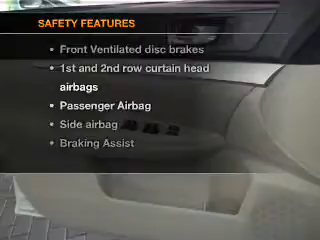 SAFETY FEATURES
• Front Ventilated disc brakes
• 1st and 2nd row curtain head
airbags
• Passenger Airbag
• Side airbag
• Braking Assist